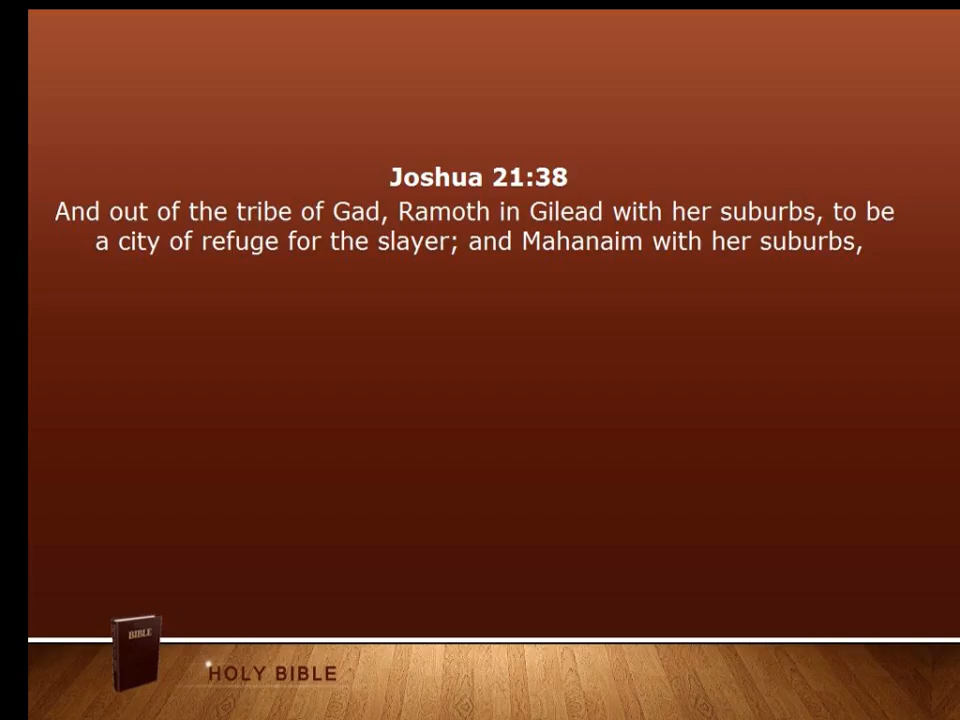 Joshua 21:38
And out of the tribe of Gad, Ramoth in Gilead with her suburbs, to be
a city of refuge for the slayer; and Mahanaim with her suburbs,
BIBLE
HOLY BIBLE